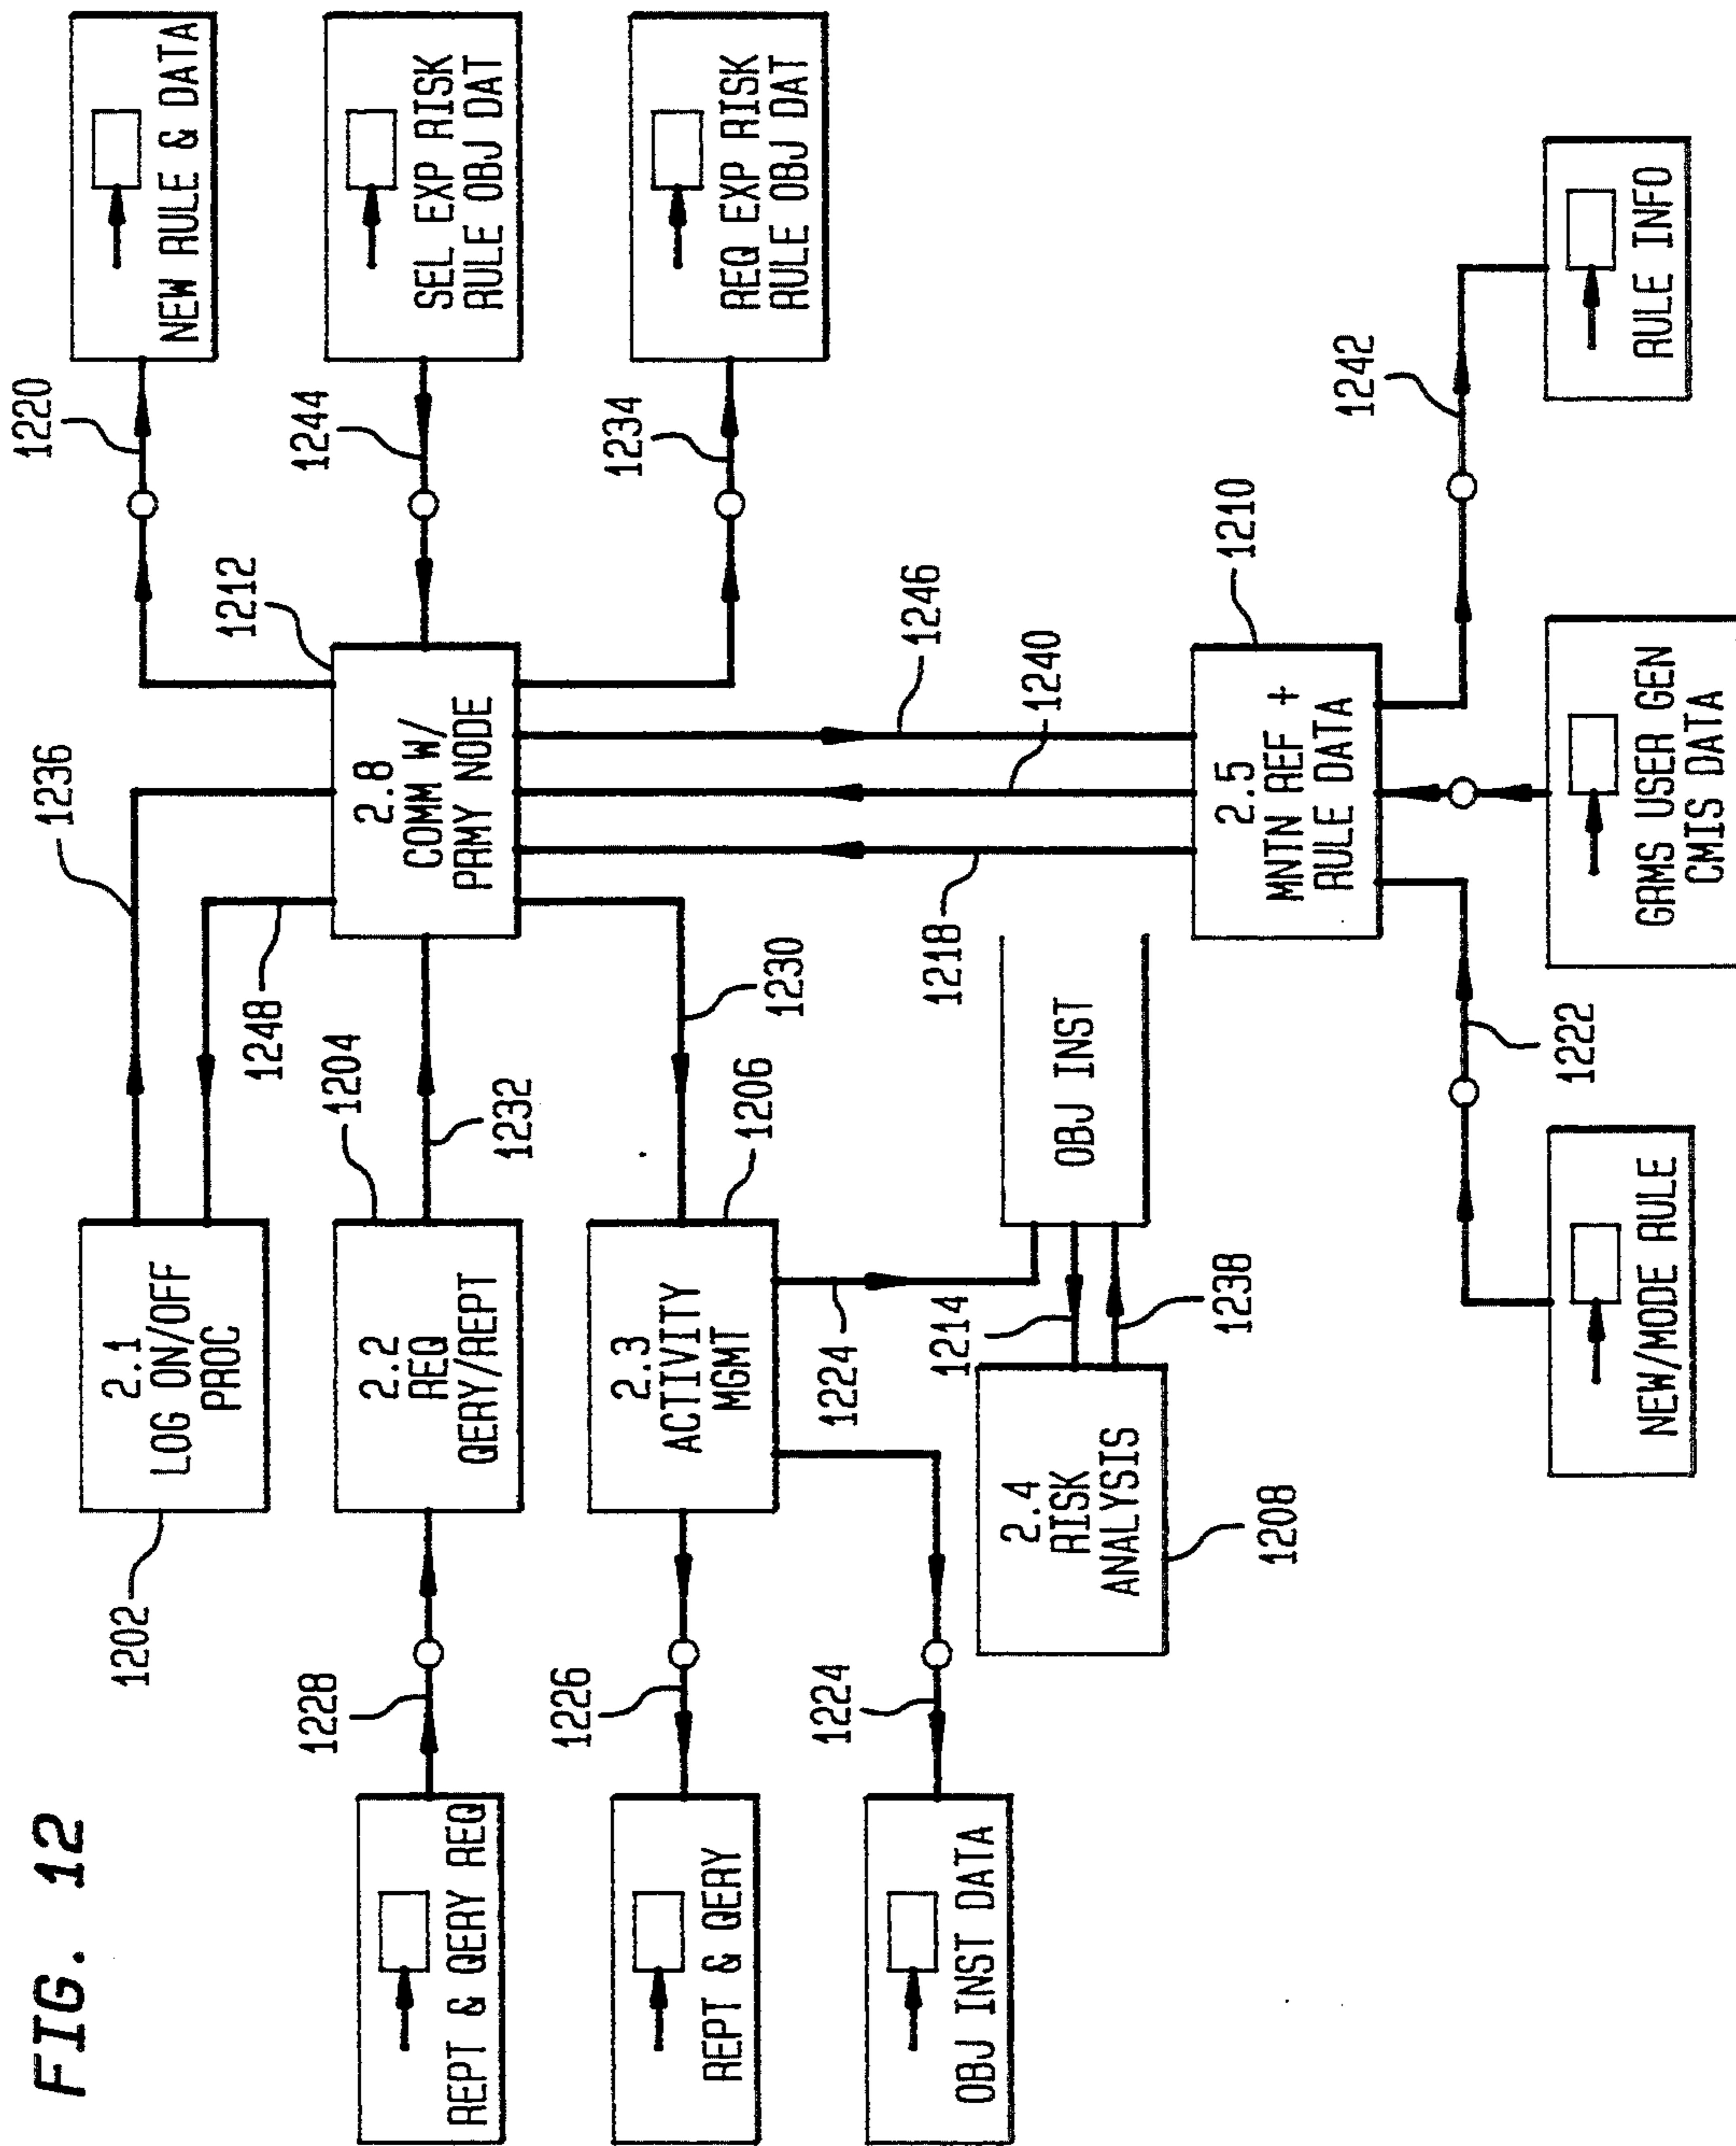 FIG. 12
REPT & QERY REQ
1228
REPT & QERY
1226
OBJ INST DATA
1224
1202
2.1
LOG ON/OFF
PROC
2.2
REQ
QERY/REPT
1204
2.3
ACTIVITY
MGMT
1206
2.4
RISK
ANALYSIS
1208
1224
1214
1238
OBJ INST
1236
1248
1232
1230
2.8
COMM W/
PRMY NODE
1212
1220
NEW RULE & DATA
1244
SEL EXP RISK
RULE OBJ DAT
1234
REQ EXP RISK
RULE OBJ DAT
1218
1240
1246
2.5
MNTN REF +
RULE DATA
1210
NEW/MODE RULE
1222
GRMS USER GEN
CMIS DATA
1242
RULE INFO